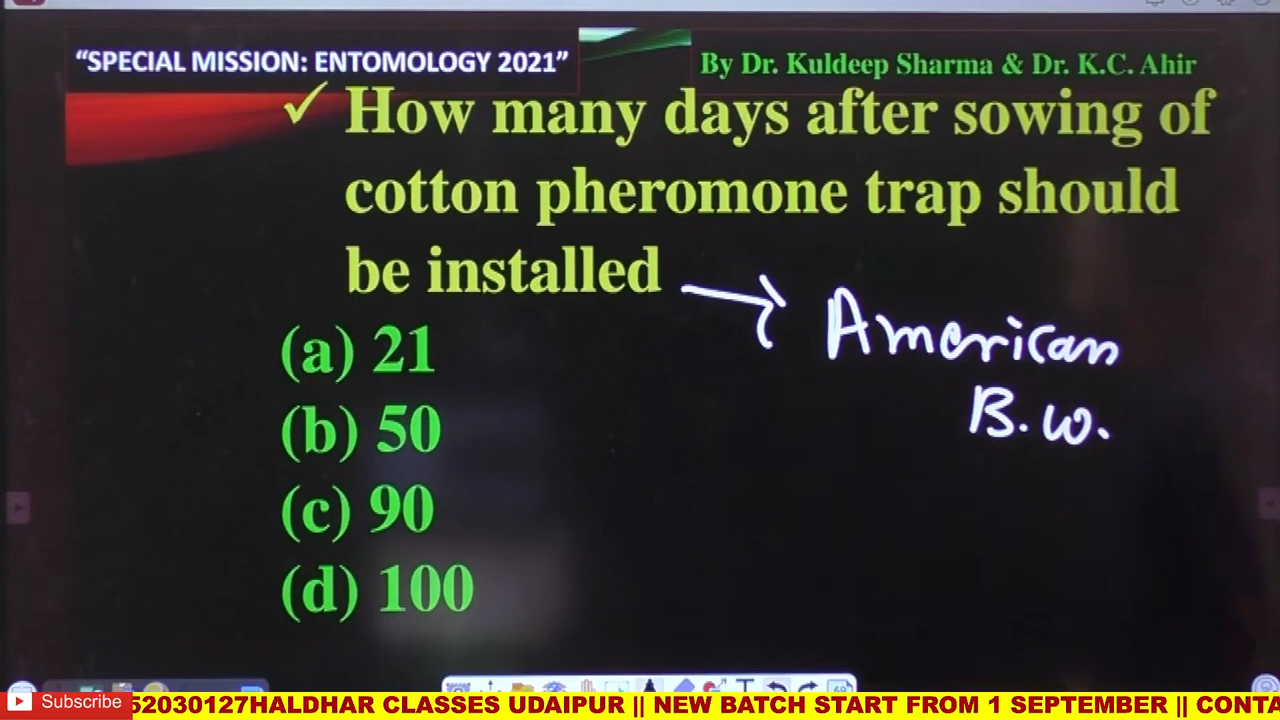 “SPECIAL MISSION: ENTOMOLOGY 2021”
By Dr. Kuldeep Sharma & Dr. K.C. Ahir
✓ How many days after sowing of
cotton pheromone trap should
be installed
→ American
B.W.
(a) 21
(b) 50
(c) 90
(d) 100
Subscribe
52030127HALDHAR CLASSES UDAIPUR || NEW BATCH START FROM 1 SEPTEMBER || CONTA